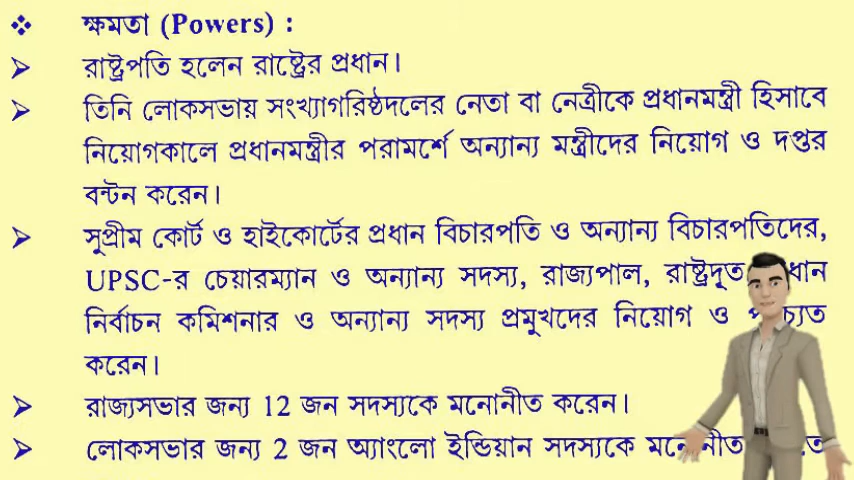 ❖ ক্ষমতা (Powers) :
➤ রাষ্ট্রপতি হলেন রাষ্ট্রের প্রধান।
➤ তিনি লোকসভায় সংখ্যাগরিষ্ঠদলের নেতা বা নেত্রীকে প্রধানমন্ত্রী হিসাবে
নিয়োগকালে প্রধানমন্ত্রীর পরামর্শে অন্যান্য মন্ত্রীদের নিয়োগ ও দপ্তর
বন্টন করেন।
➤ সুপ্রীম কোর্ট ও হাইকোর্টের প্রধান বিচারপতি ও অন্যান্য বিচারপতিদের,
UPSC-র চেয়ারম্যান ও অন্যান্য সদস্য, রাজ্যপাল, রাষ্ট্রদূত
নির্বাচন কমিশনার ও অন্যান্য সদস্য প্রমুখদের নিয়োগ ও
করেন।
➤ রাজ্যসভার জন্য 12 জন সদস্যকে মনোনীত করেন।
➤ লোকসভার জন্য 2 জন অ্যাংলো ইন্ডিয়ান সদস্যকে